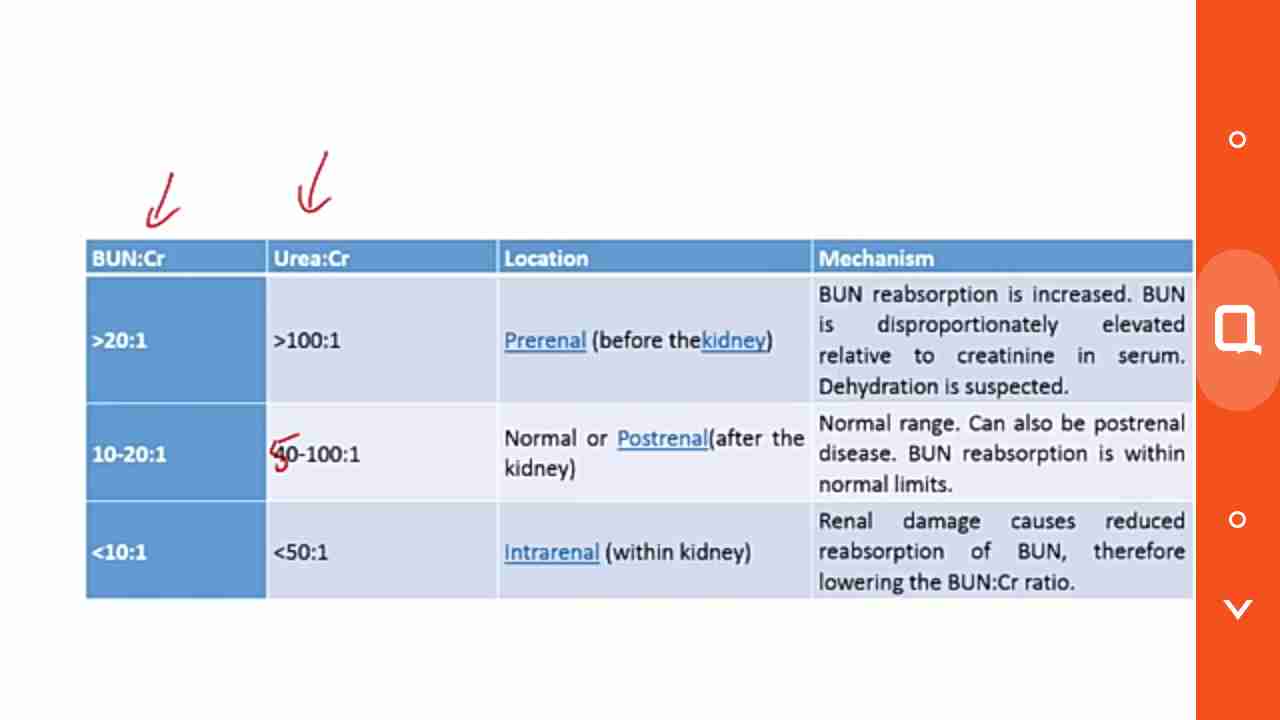 BUN:Cr Urea:Cr Location Mechanism
>20:1 >100:1 Prerenal (before thekidney) BUN reabsorption is increased. BUN
is disproportionately elevated
relative to creatinine in serum.
Dehydration is suspected.
10-20:1 40-100:1 Normal or Postrenal(after the
kidney) Normal range. Can also be postrenal
disease. BUN reabsorption is within
normal limits.
5
<10:1 <50:1 Intrarenal (within kidney) Renal damage causes reduced
reabsorption of BUN, therefore
lowering the BUN:Cr ratio.